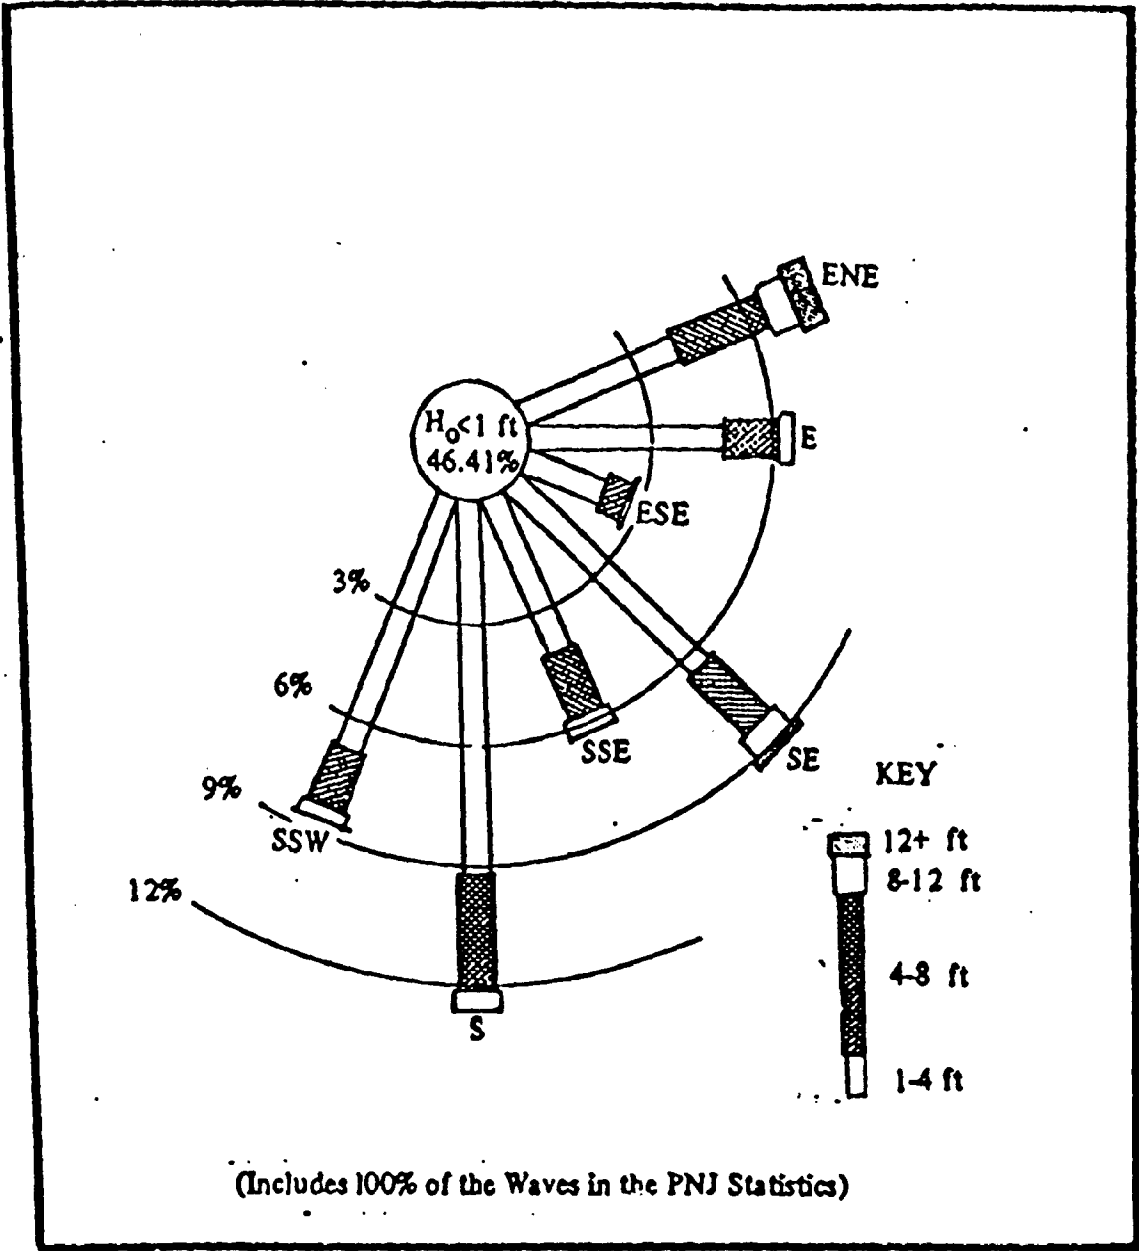 ENE
H₀<1 ft
46.41%
E
ESE
3%
6%
SSE
SE
9%
SSW
12%
S
KEY
12+ ft
8-12 ft
4-8 ft
1-4 ft
(Includes 100% of the Waves in the PNJ Statistics)